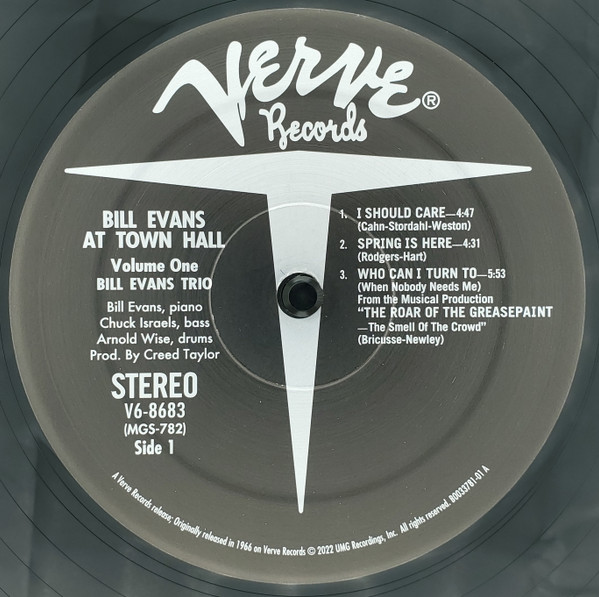 Verve®
Records
BILL EVANS
AT TOWN HALL
Volume One
BILL EVANS TRIO
Bill Evans, piano
Chuck Israels, bass
Arnold Wise, drums
Prod. By Creed Taylor
STEREO
V6-8683
(MGS-782)
Side 1
1. I SHOULD CARE—4:47
(Cahn-Stordahl-Weston)
2. SPRING IS HERE—4:31
(Rodgers-Hart)
3. WHO CAN I TURN TO—5:53
(When Nobody Needs Me)
From the Musical Production
"THE ROAR OF THE GREASEPAINT
—The Smell Of The Crowd"
(Bricusse-Newley)
A Verve Records release; Originally released in 1966 on Verve Records © 2022 UMG Recordings, Inc. All rights reserved. B0033781-01 A